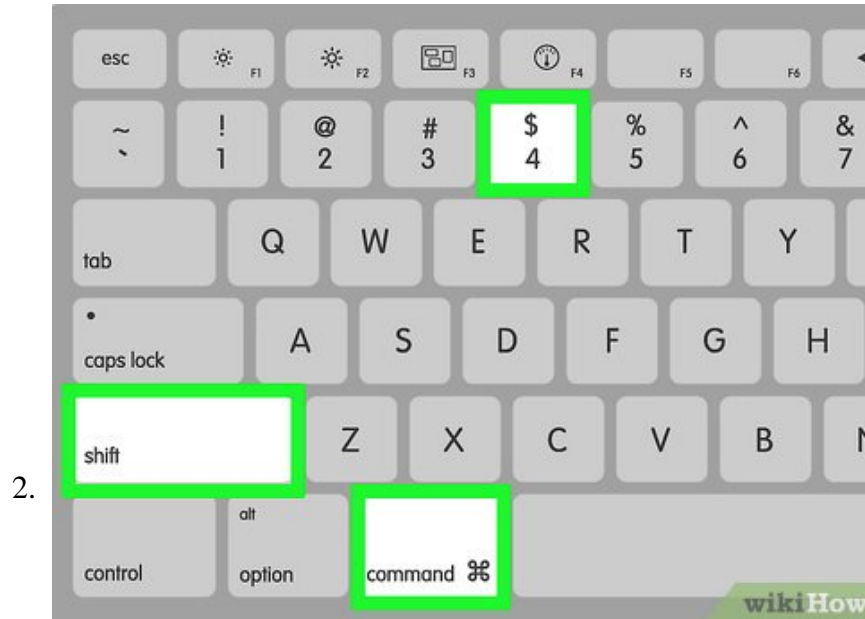 esc F1 F2 F3 F4 F5 F6
~ ! @ # $ % ^ &
` 1 2 3 4 5 6 7
tab Q W E R T Y
caps lock A S D F G H
shift Z X C V B
2.
alt
control option command ⌘
wikiHow